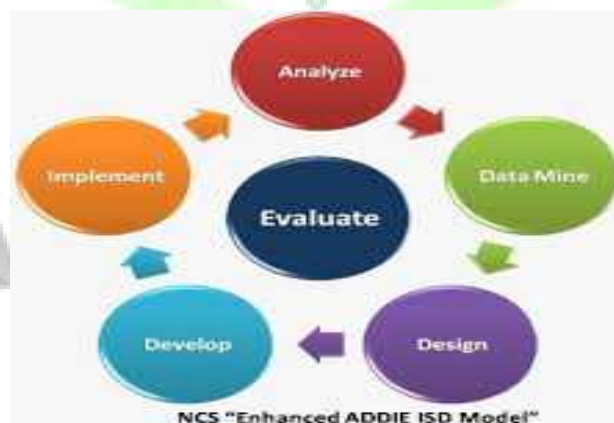 Analyze
Data Mine
Design
Develop
Implement
Evaluate
NCS "Enhanced ADDIE ISD Model"